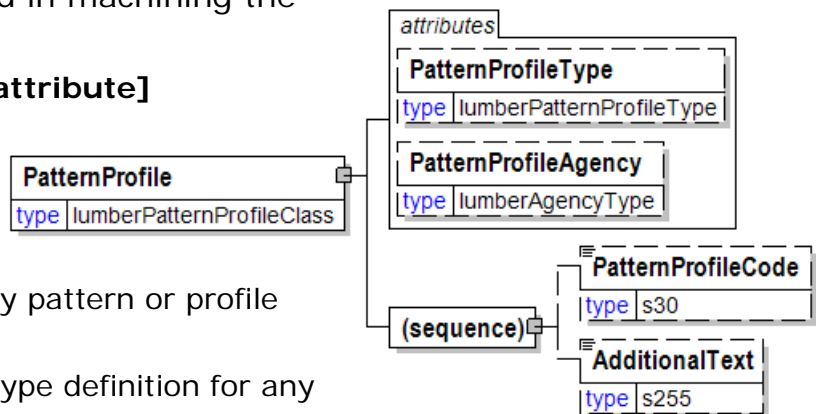 d in machining the
attribute]
y pattern or profile
ype definition for any
PatternProfile
type lumberPatternProfileClass
attributes
PatternProfileType
type lumberPatternProfileType
PatternProfileAgency
type lumberAgencyType
(sequence)
PatternProfileCode
type s30
AdditionalText
type s255